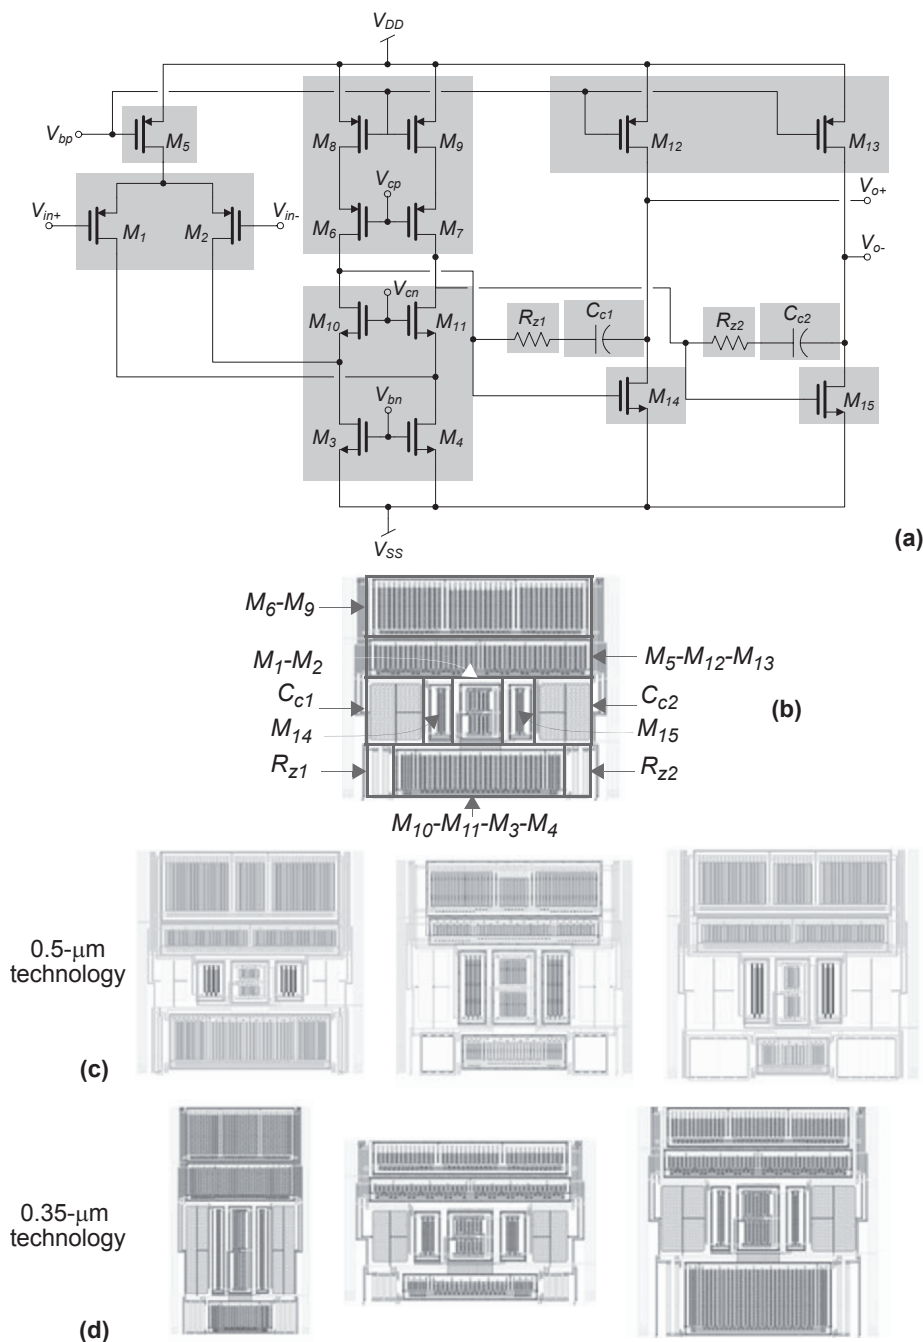 V_DD
V_bp
M_5
M_8
M_9
M_12
M_13
V_cp
V_in+
V_in-
M_1
M_2
M_6
M_7
V_o+
V_o-
V_cn
M_10
M_11
R_z1
C_c1
R_z2
C_c2
V_bn
M_14
M_15
M_3
M_4
V_SS
(a)
M_6-M_9
M_1-M_2
M_5-M_12-M_13
C_c1
C_c2
(b)
M_14
M_15
R_z1
R_z2
M_10-M_11-M_3-M_4
0.5-μm
technology
(c)
0.35-μm
technology
(d)